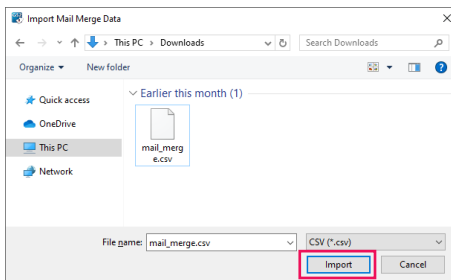 Import Mail Merge Data
This PC > Downloads
Search Downloads
Organize
New folder
Quick access
OneDrive
This PC
Network
Earlier this month (1)
mail_merg
e.csv
File name: mail_merge.csv
CSV (*.csv)
Import
Cancel